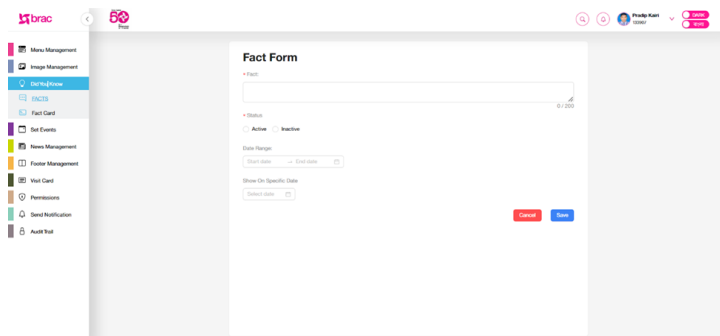 brac
50
Pradip Kant
DARK
বাংলা
Menu Management
Image Management
Did You Know
FACTS
Fact Card
Set Events
News Management
Footer Management
Visit Card
Permissions
Send Notification
Audit Trail
Fact Form
* Fact:
0 / 200
* Status
Active Inactive
Date Range:
Start date → End date
Show On Specific Date
Select date
Cancel Save